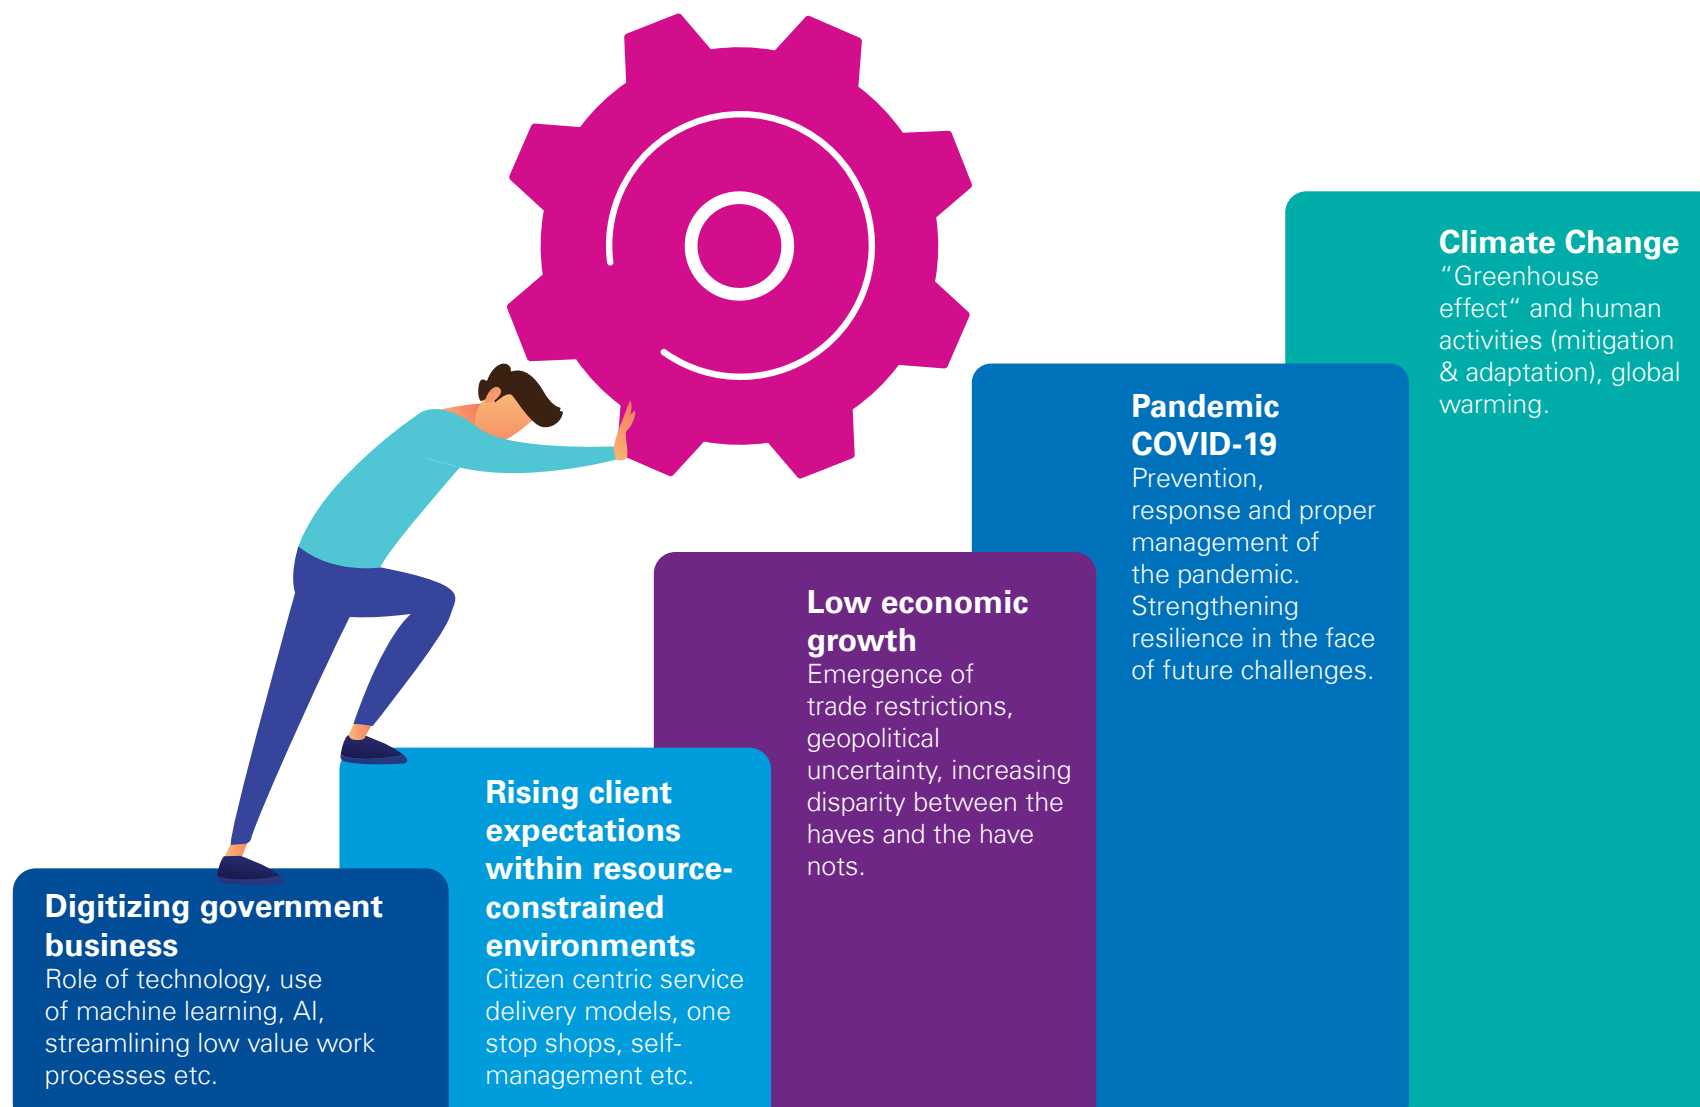 Digitizing government
business
Role of technology, use
of machine learning, AI,
streamlining low value work
processes etc.
Rising client
expectations
within resource-
constrained
environments
Citizen centric service
delivery models, one
stop shops, self-
management etc.
Low economic
growth
Emergence of
trade restrictions,
geopolitical
uncertainty, increasing
disparity between the
haves and the have
nots.
Pandemic
COVID-19
Prevention,
response and proper
management of
the pandemic.
Strengthening
resilience in the face
of future challenges.
Climate Change
“Greenhouse
effect“ and human
activities (mitigation
& adaptation), global
warming.